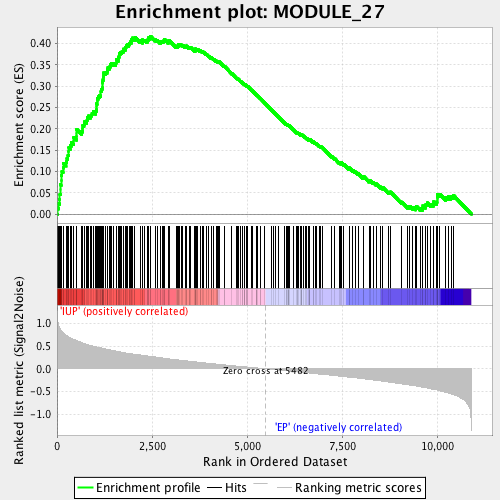 Enrichment plot: MODULE_27
Enrichment score (ES)
0.40
0.35
0.30
0.25
0.20
0.15
0.10
0.05
0.00
'IUP' (positively correlated)
Ranked list metric (Signal2Noise)
1.0
0.5
0.0
-0.5
-1.0
Zero cross at 5482
'EP' (negatively correlated)
0
2,500
5,000
7,500
10,000
Rank in Ordered Dataset
Enrichment profile
Hits
Ranking metric scores